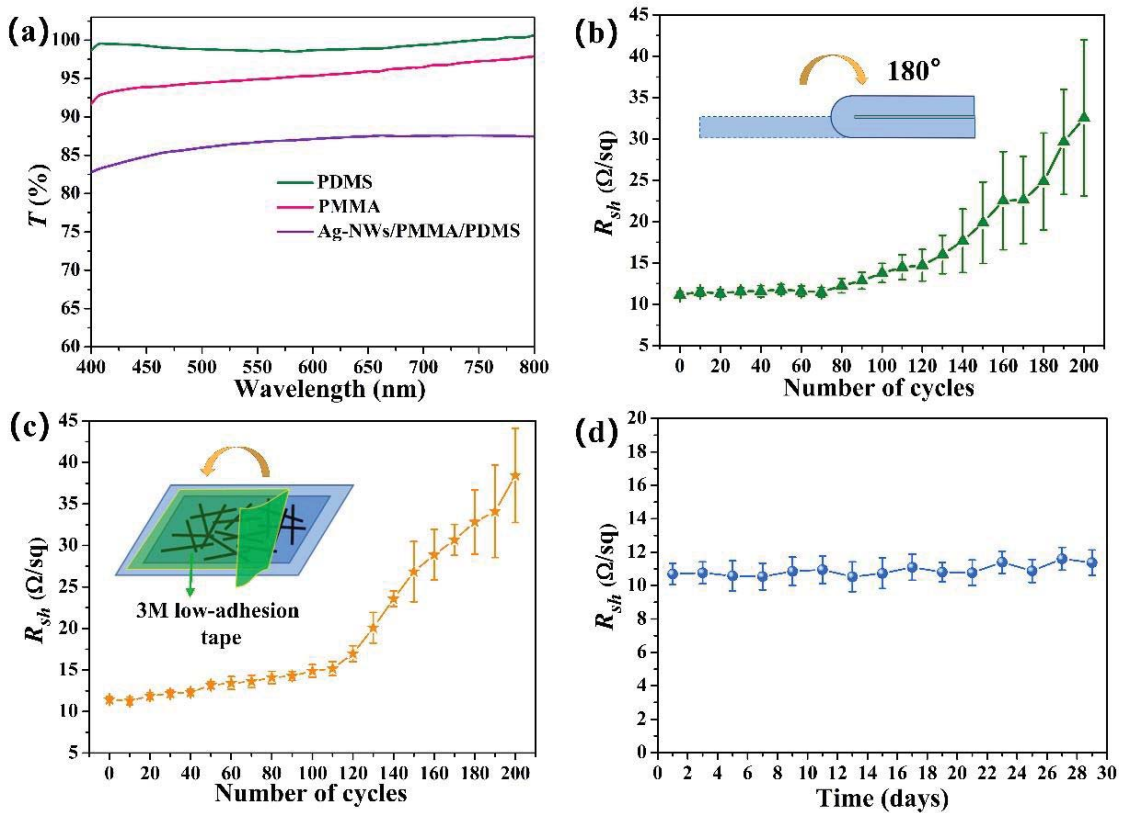 (a)
100
95
90
85
80
75
70
65
60
T (%)
PDMS
PMMA
Ag-NWs/PMMA/PDMS
400 450 500 550 600 650 700 750 800
Wavelength (nm)
(b)
45
40
35
30
25
20
15
10
5
Rsh (Ω/sq)
180°
0 20 40 60 80 100 120 140 160 180 200
Number of cycles
(c)
45
40
35
30
25
20
15
10
5
Rsh (Ω/sq)
3M low-adhesion
tape
0 20 40 60 80 100 120 140 160 180 200
Number of cycles
(d)
20
18
16
14
12
10
8
6
4
2
0
Rsh (Ω/sq)
0 2 4 6 8 10 12 14 16 18 20 22 24 26 28 30
Time (days)